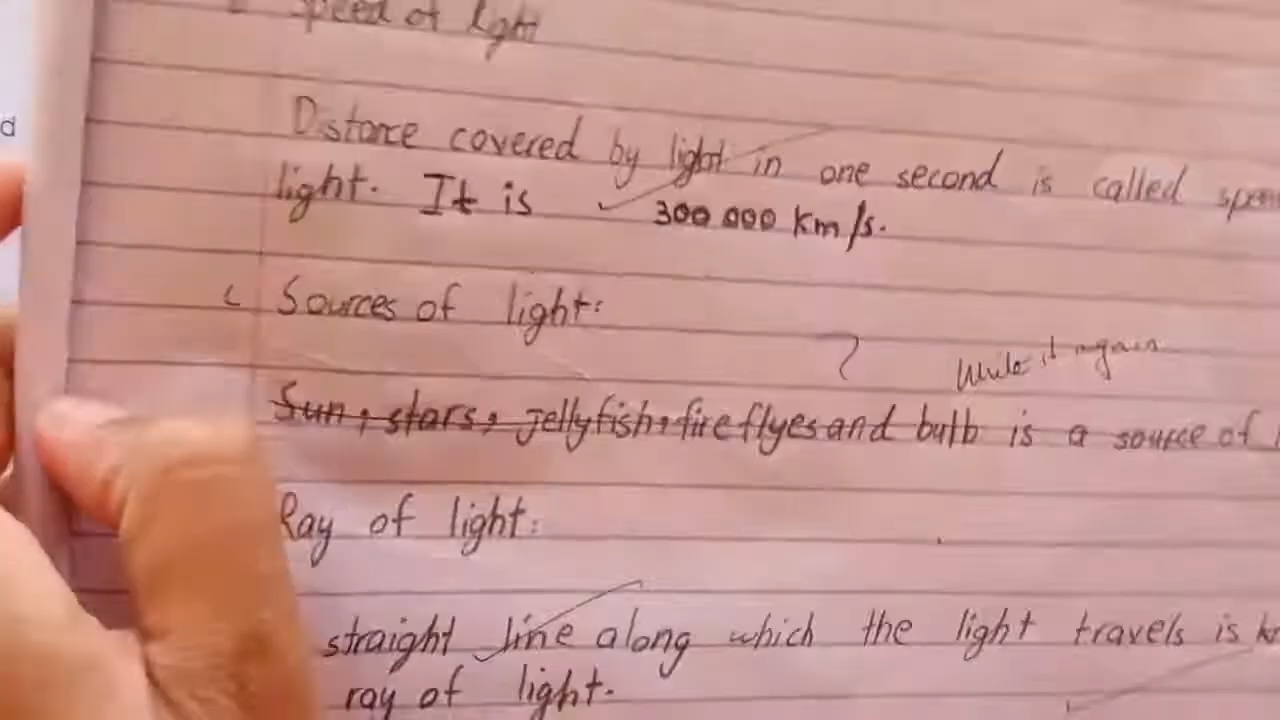 d
Speed of light
Distance covered by light in one second is called
light. It is 300 000 Km/s.
Sources of light:
?
Write it again
Sun, stars, jellyfish, fireflyes and bulb is a source of
Ray of light:
straight line along which the light travels is
ray of light.